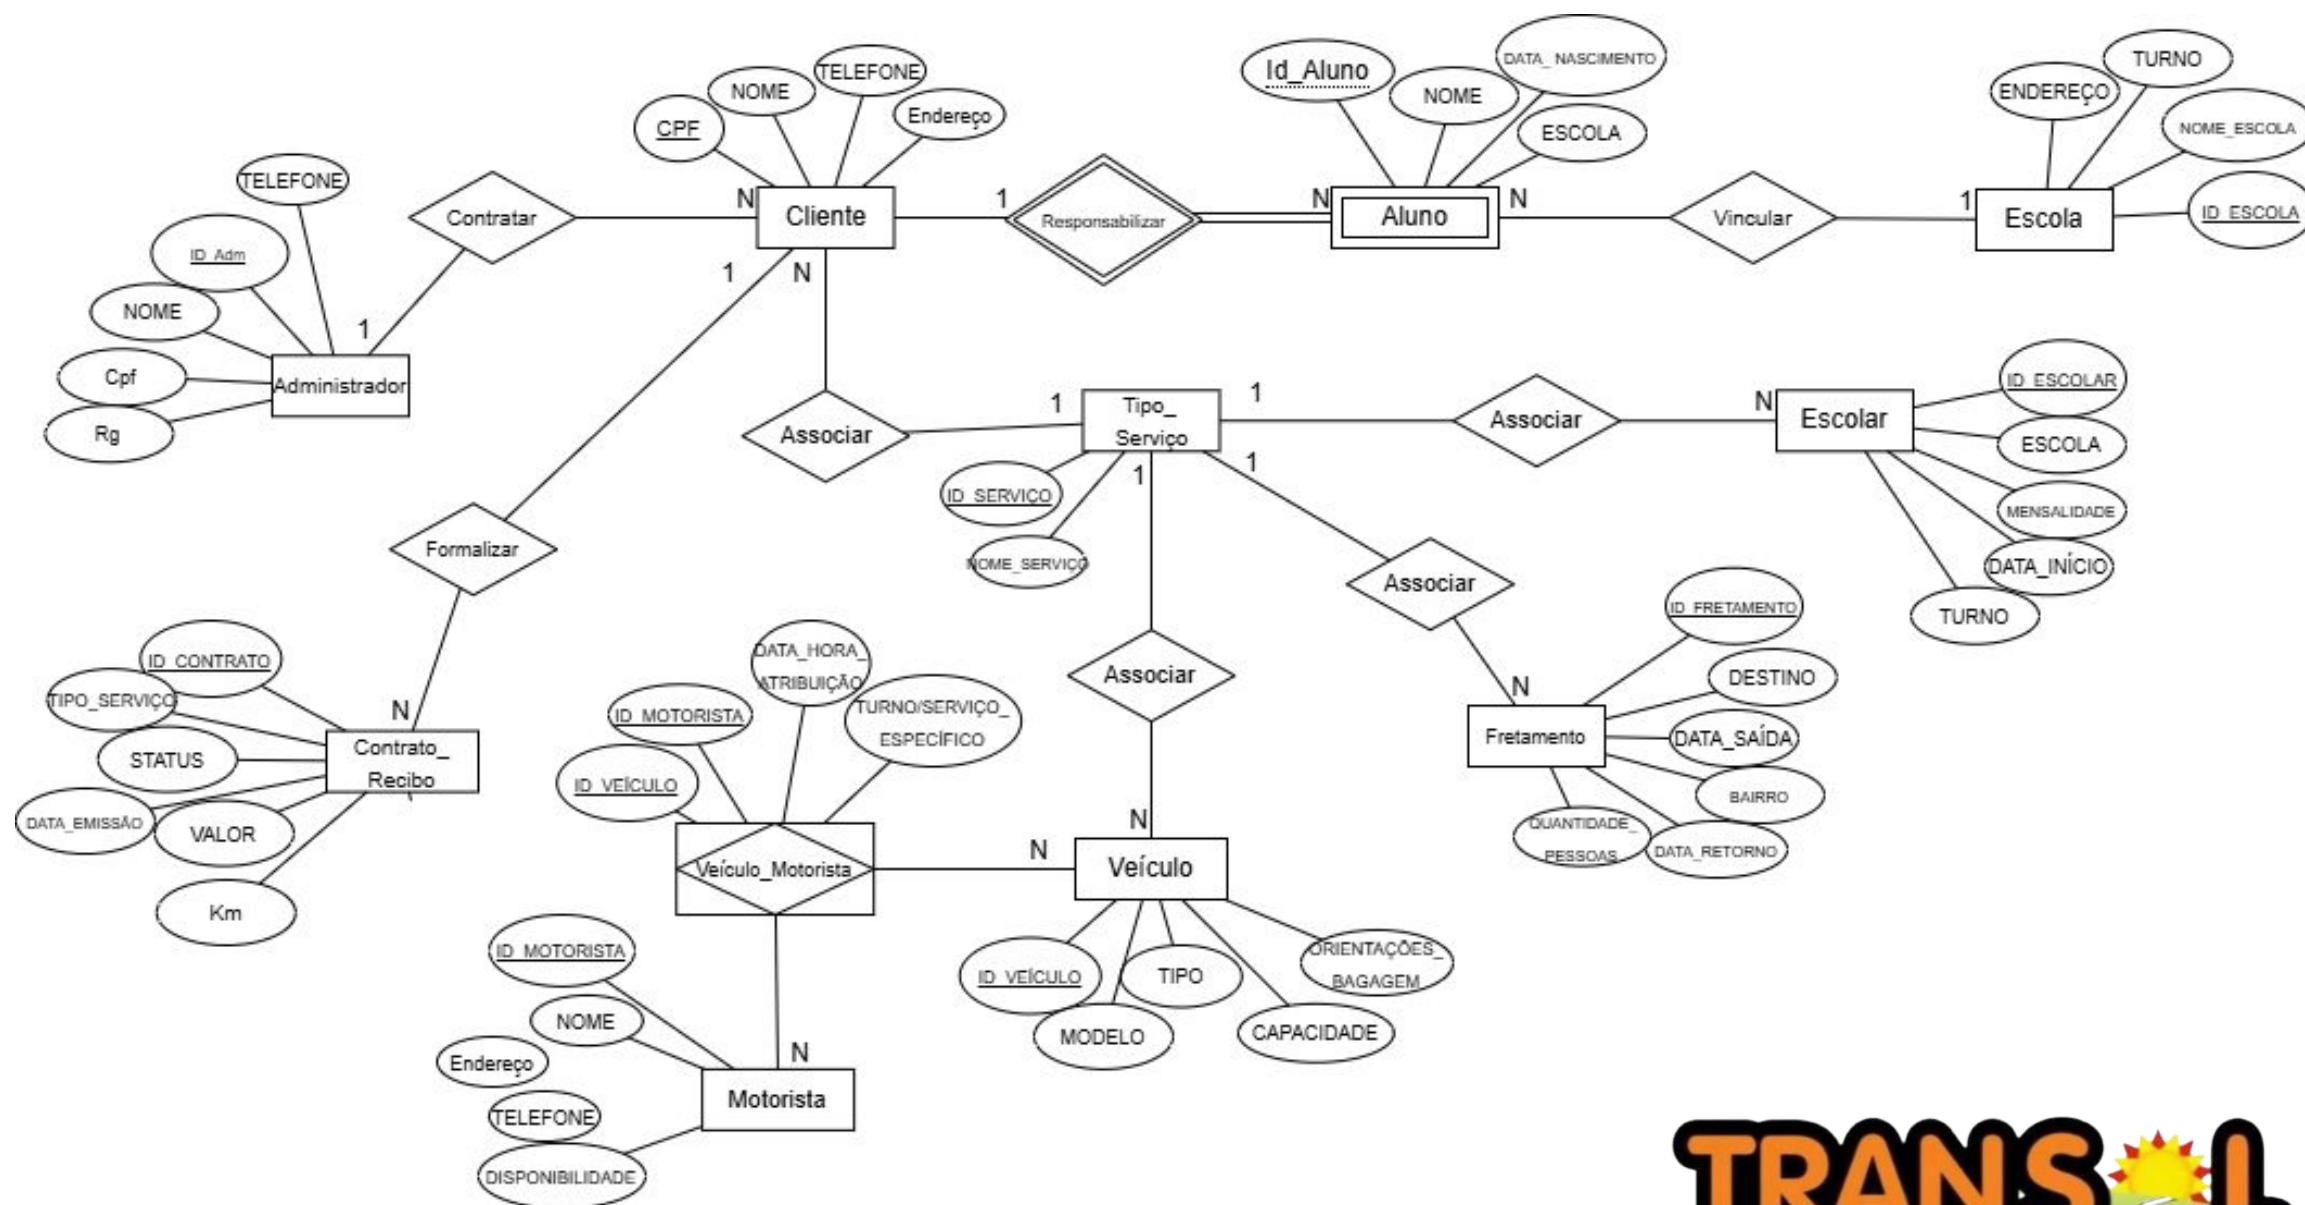 TELEFONE
ID_Adm
NOME
Cpf
Rg
Administrador
1
Contratar
N
CPF
NOME
TELEFONE
Endereço
Cliente
1
Responsabilizar
N
Id_Aluno
NOME
DATA_NASCIMENTO
ESCOLA
Aluno
N
Vincular
1
ENDEREÇO
TURNO
NOME_ESCOLA
ID_ESCOLA
Escola
1
N
Associar
1
Tipo_
Serviço
ID_SERVIÇO
NOME_SERVIÇO
1
Associar
N
Escolar
ID_ESCOLAR
ESCOLA
MENSALIDADE
DATA_INÍCIO
TURNO
1
1
Associar
N
Fretamento
ID_FRETAMENTO
DESTINO
DATA_SAÍDA
BAIRRO
DATA_RETORNO
QUANTIDADE_
PESSOAS
Formalizar
N
Contrato_
Recibo
ID_CONTRATO
TIPO_SERVIÇO
STATUS
DATA_EMISSÃO
VALOR
Km
DATA_HORA_
ATRIBUIÇÃO
ID_MOTORISTA
TURNO/SERVIÇO_
ESPECÍFICO
ID_VEÍCULO
Veículo_Motorista
N
Associar
N
Veículo
ID_VEÍCULO
MODELO
TIPO
CAPACIDADE
ORIENTAÇÕES_
BAGAGEM
N
Motorista
ID_MOTORISTA
NOME
Endereço
TELEFONE
DISPONIBILIDADE
TRANSOL